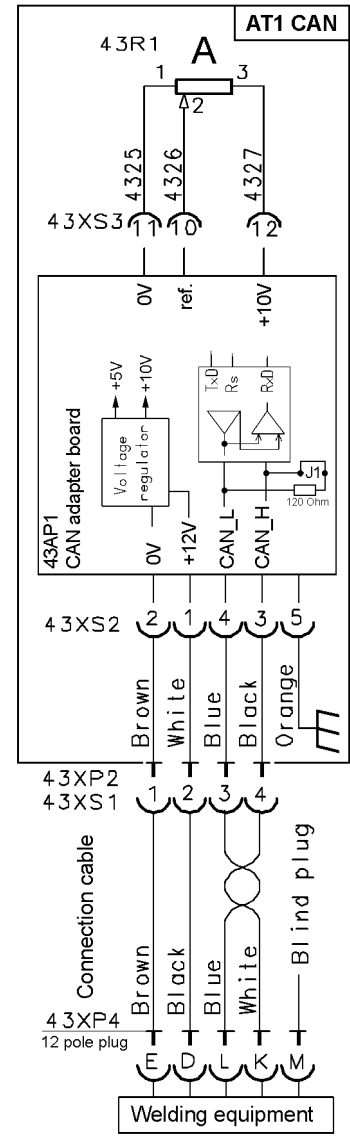 AT1 CAN
43R1 A
1 3
2
4325 4326 4327
43XS3 11 10 12
0V ref. +10V
+5V +10V
TxD Rs RxD
Voltage regulator
J1
120 Ohm
0V +12V CAN_L CAN_H
43AP1
CAN adapter board
43XS2 2 1 4 3 5
Brown White Blue Black Orange
43XP2
43XS1 1 2 3 4
Connection cable
Brown Black Blue White Blind plug
43XP4
12 pole plug
E D L K M
Welding equipment